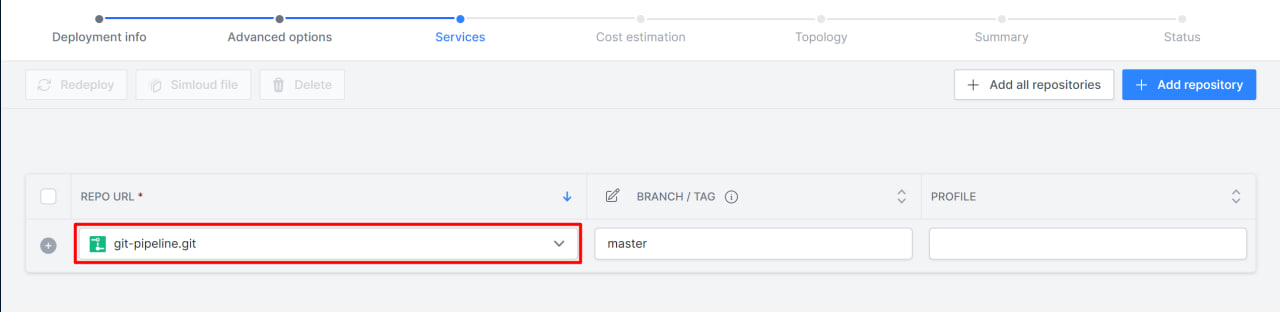 Deployment info Advanced options Services Cost estimation Topology Summary Status
Redeploy Simloud file Delete + Add all repositories + Add repository
REPO URL * BRANCH / TAG PROFILE
git-pipeline.git master